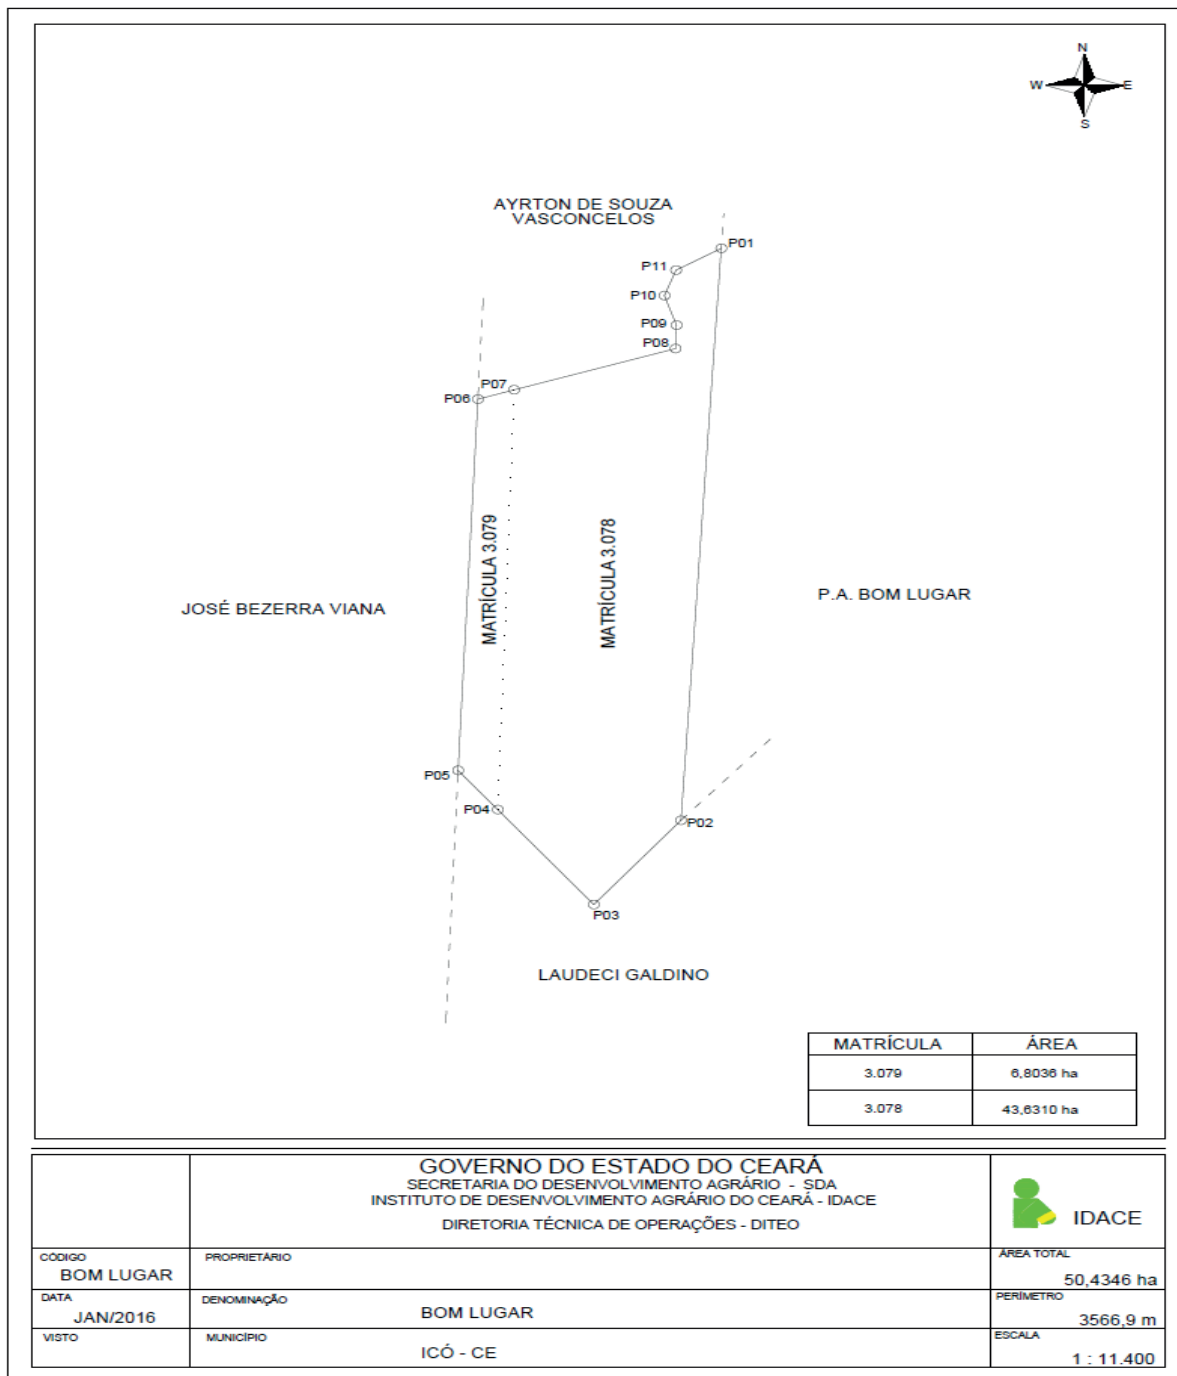 N
W
E
S
AYRTON DE SOUZA
VASCONCELOS
P01
P11
P10
P09
P08
P07
P06
MATRÍCULA 3.079
MATRÍCULA 3.078
JOSÉ BEZERRA VIANA
P.A. BOM LUGAR
P05
P04
P02
P03
LAUDECI GALDINO
MATRÍCULA ÁREA
3.079 6,8036 ha
3.078 43,6310 ha
GOVERNO DO ESTADO DO CEARÁ
SECRETARIA DO DESENVOLVIMENTO AGRÁRIO - SDA
INSTITUTO DE DESENVOLVIMENTO AGRÁRIO DO CEARÁ - IDACE
DIRETORIA TÉCNICA DE OPERAÇÕES - DITEO
IDACE
CÓDIGO
BOM LUGAR
PROPRIETÁRIO
ÁREA TOTAL
50,4346 ha
DATA
JAN/2016
DENOMINAÇÃO
BOM LUGAR
PERÍMETRO
3566,9 m
VISTO
MUNICÍPIO
ICÓ - CE
ESCALA
1 : 11.400